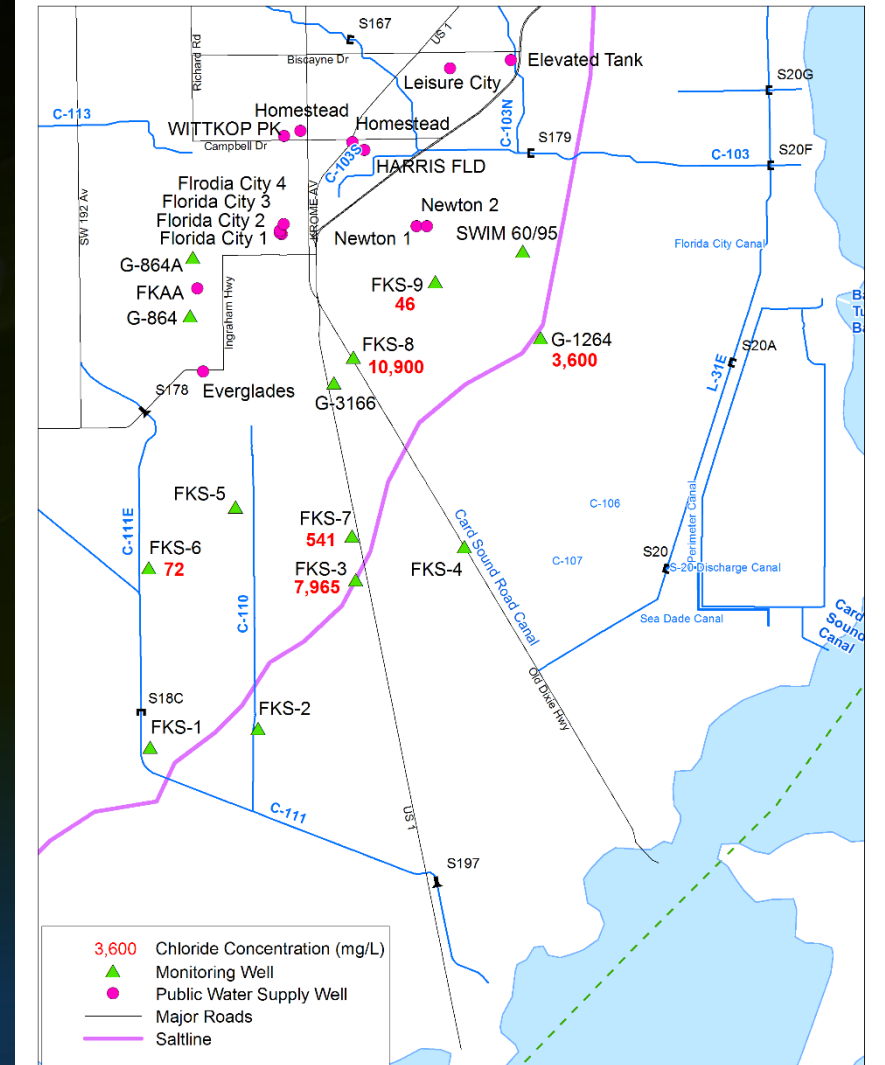 S167
US 1
Richard Rd
Biscayne Dr
Elevated Tank
Leisure City
S20G
C-113
Homestead
WITTKOP PK
Homestead
Campbell Dr
C-103N
S179
C-103
S20F
C-103S
HARRIS FLD
SW 192 Av
KROME AV
Flrodia City 4
Florida City 3
Florida City 2
Florida City 1
Newton 2
Newton 1
SWIM 60/95
Florida City Canal
G-864A
FKAA
G-864
Ingraham Hwy
FKS-9
46
Ba
Tu
Ba
FKS-8
10,900
G-1264
3,600
S20A
L-31E
S178
Everglades
G-3166
FKS-5
C-111E
FKS-7
541
Card Sound Road Canal
C-106
Perimeter Canal
FKS-6
72
FKS-3
7,965
FKS-4
C-107
S20
S-20 Discharge Canal
C-110
Sea Dade Canal
Card
Sound
Canal
S18C
FKS-1
FKS-2
Old Dixie Hwy
C-111
US 1
S197
3,600 Chloride Concentration (mg/L)
Monitoring Well
Public Water Supply Well
Major Roads
Saltline